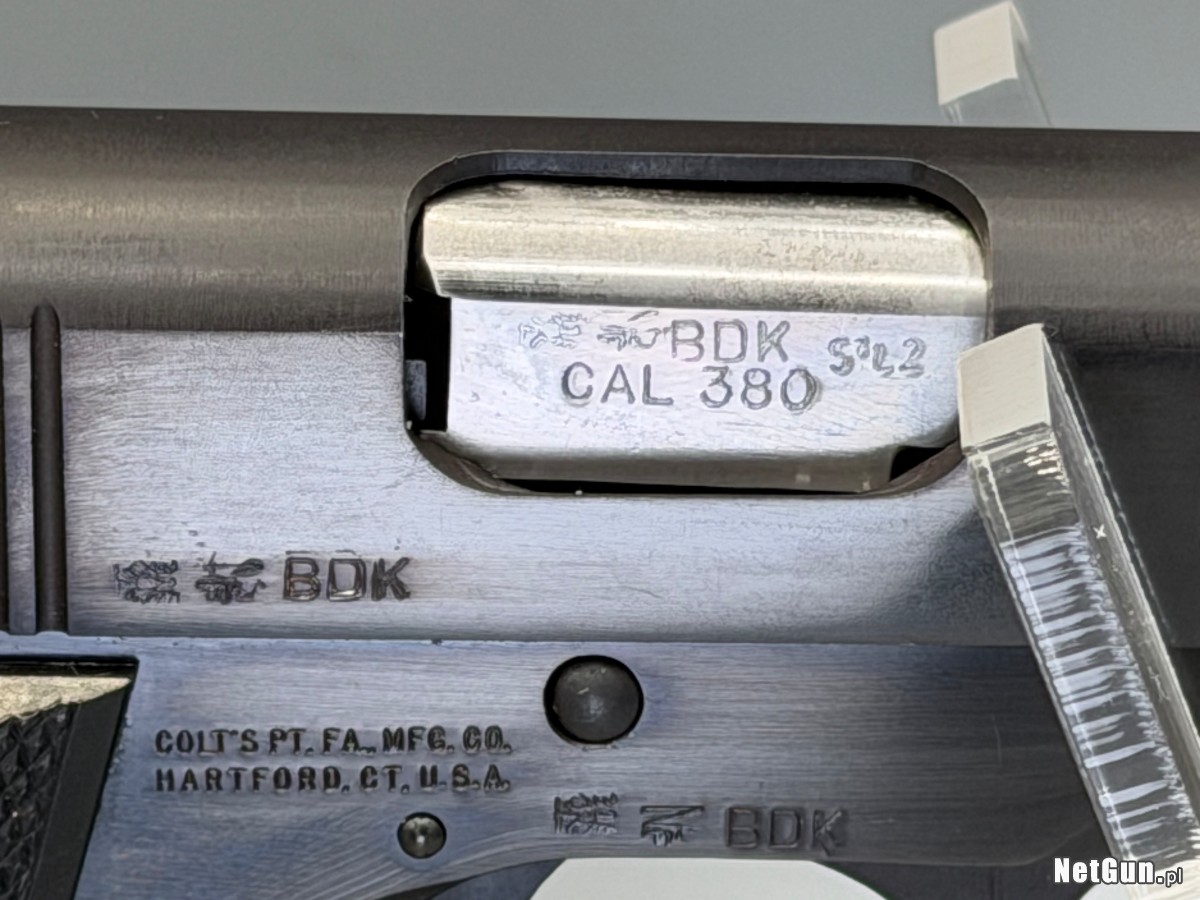 BDK
CAL 380
BDK
COLT'S PT. FA. MFG. CO.
HARTFORD, CT, U.S.A.
BDK
NetGun.pl